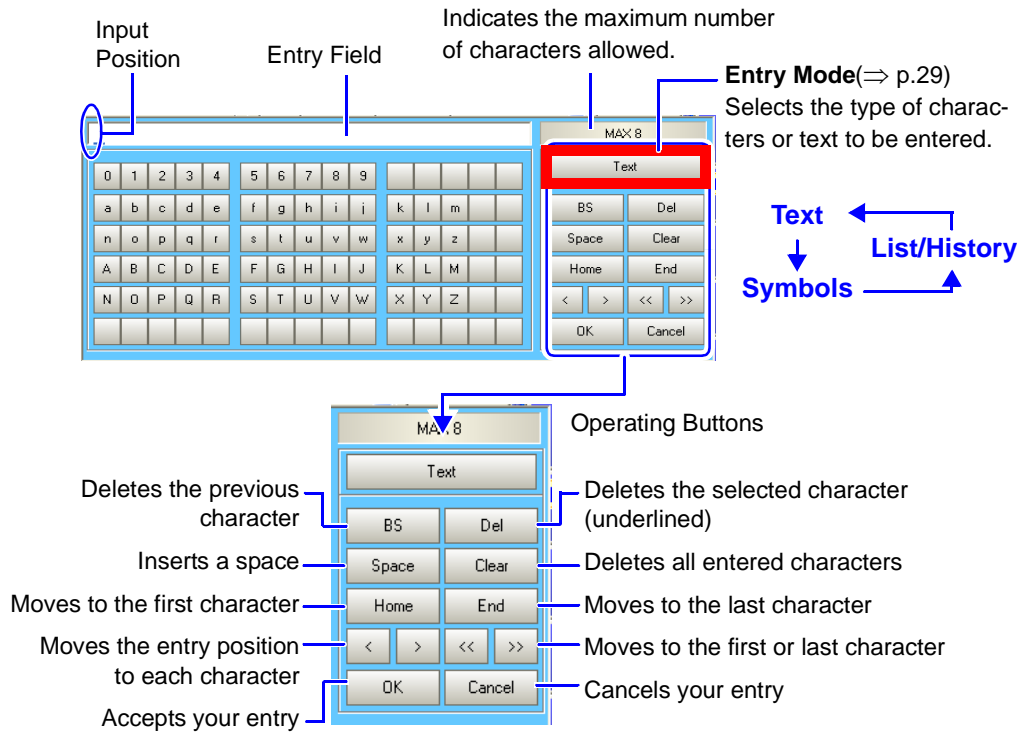 Input
Position
Entry Field
Indicates the maximum number
of characters allowed.
Entry Mode(⇒ p.29)
Selects the type of charac-
ters or text to be entered.
MAX 8
Text
0 1 2 3 4 5 6 7 8 9
a b c d e f g h i j k l m
n o p q r s t u v w x y z
A B C D E F G H I J K L M
N O P Q R S T U V W X Y Z
BS Del
Space Clear
Home End
< > << >>
OK Cancel
Text
List/History
Symbols
Operating Buttons
MAX 8
Text
BS Del
Space Clear
Home End
< > << >>
OK Cancel
Deletes the previous
character
Inserts a space
Moves to the first character
Moves the entry position
to each character
Accepts your entry
Deletes the selected character
(underlined)
Deletes all entered characters
Moves to the last character
Moves to the first or last character
Cancels your entry